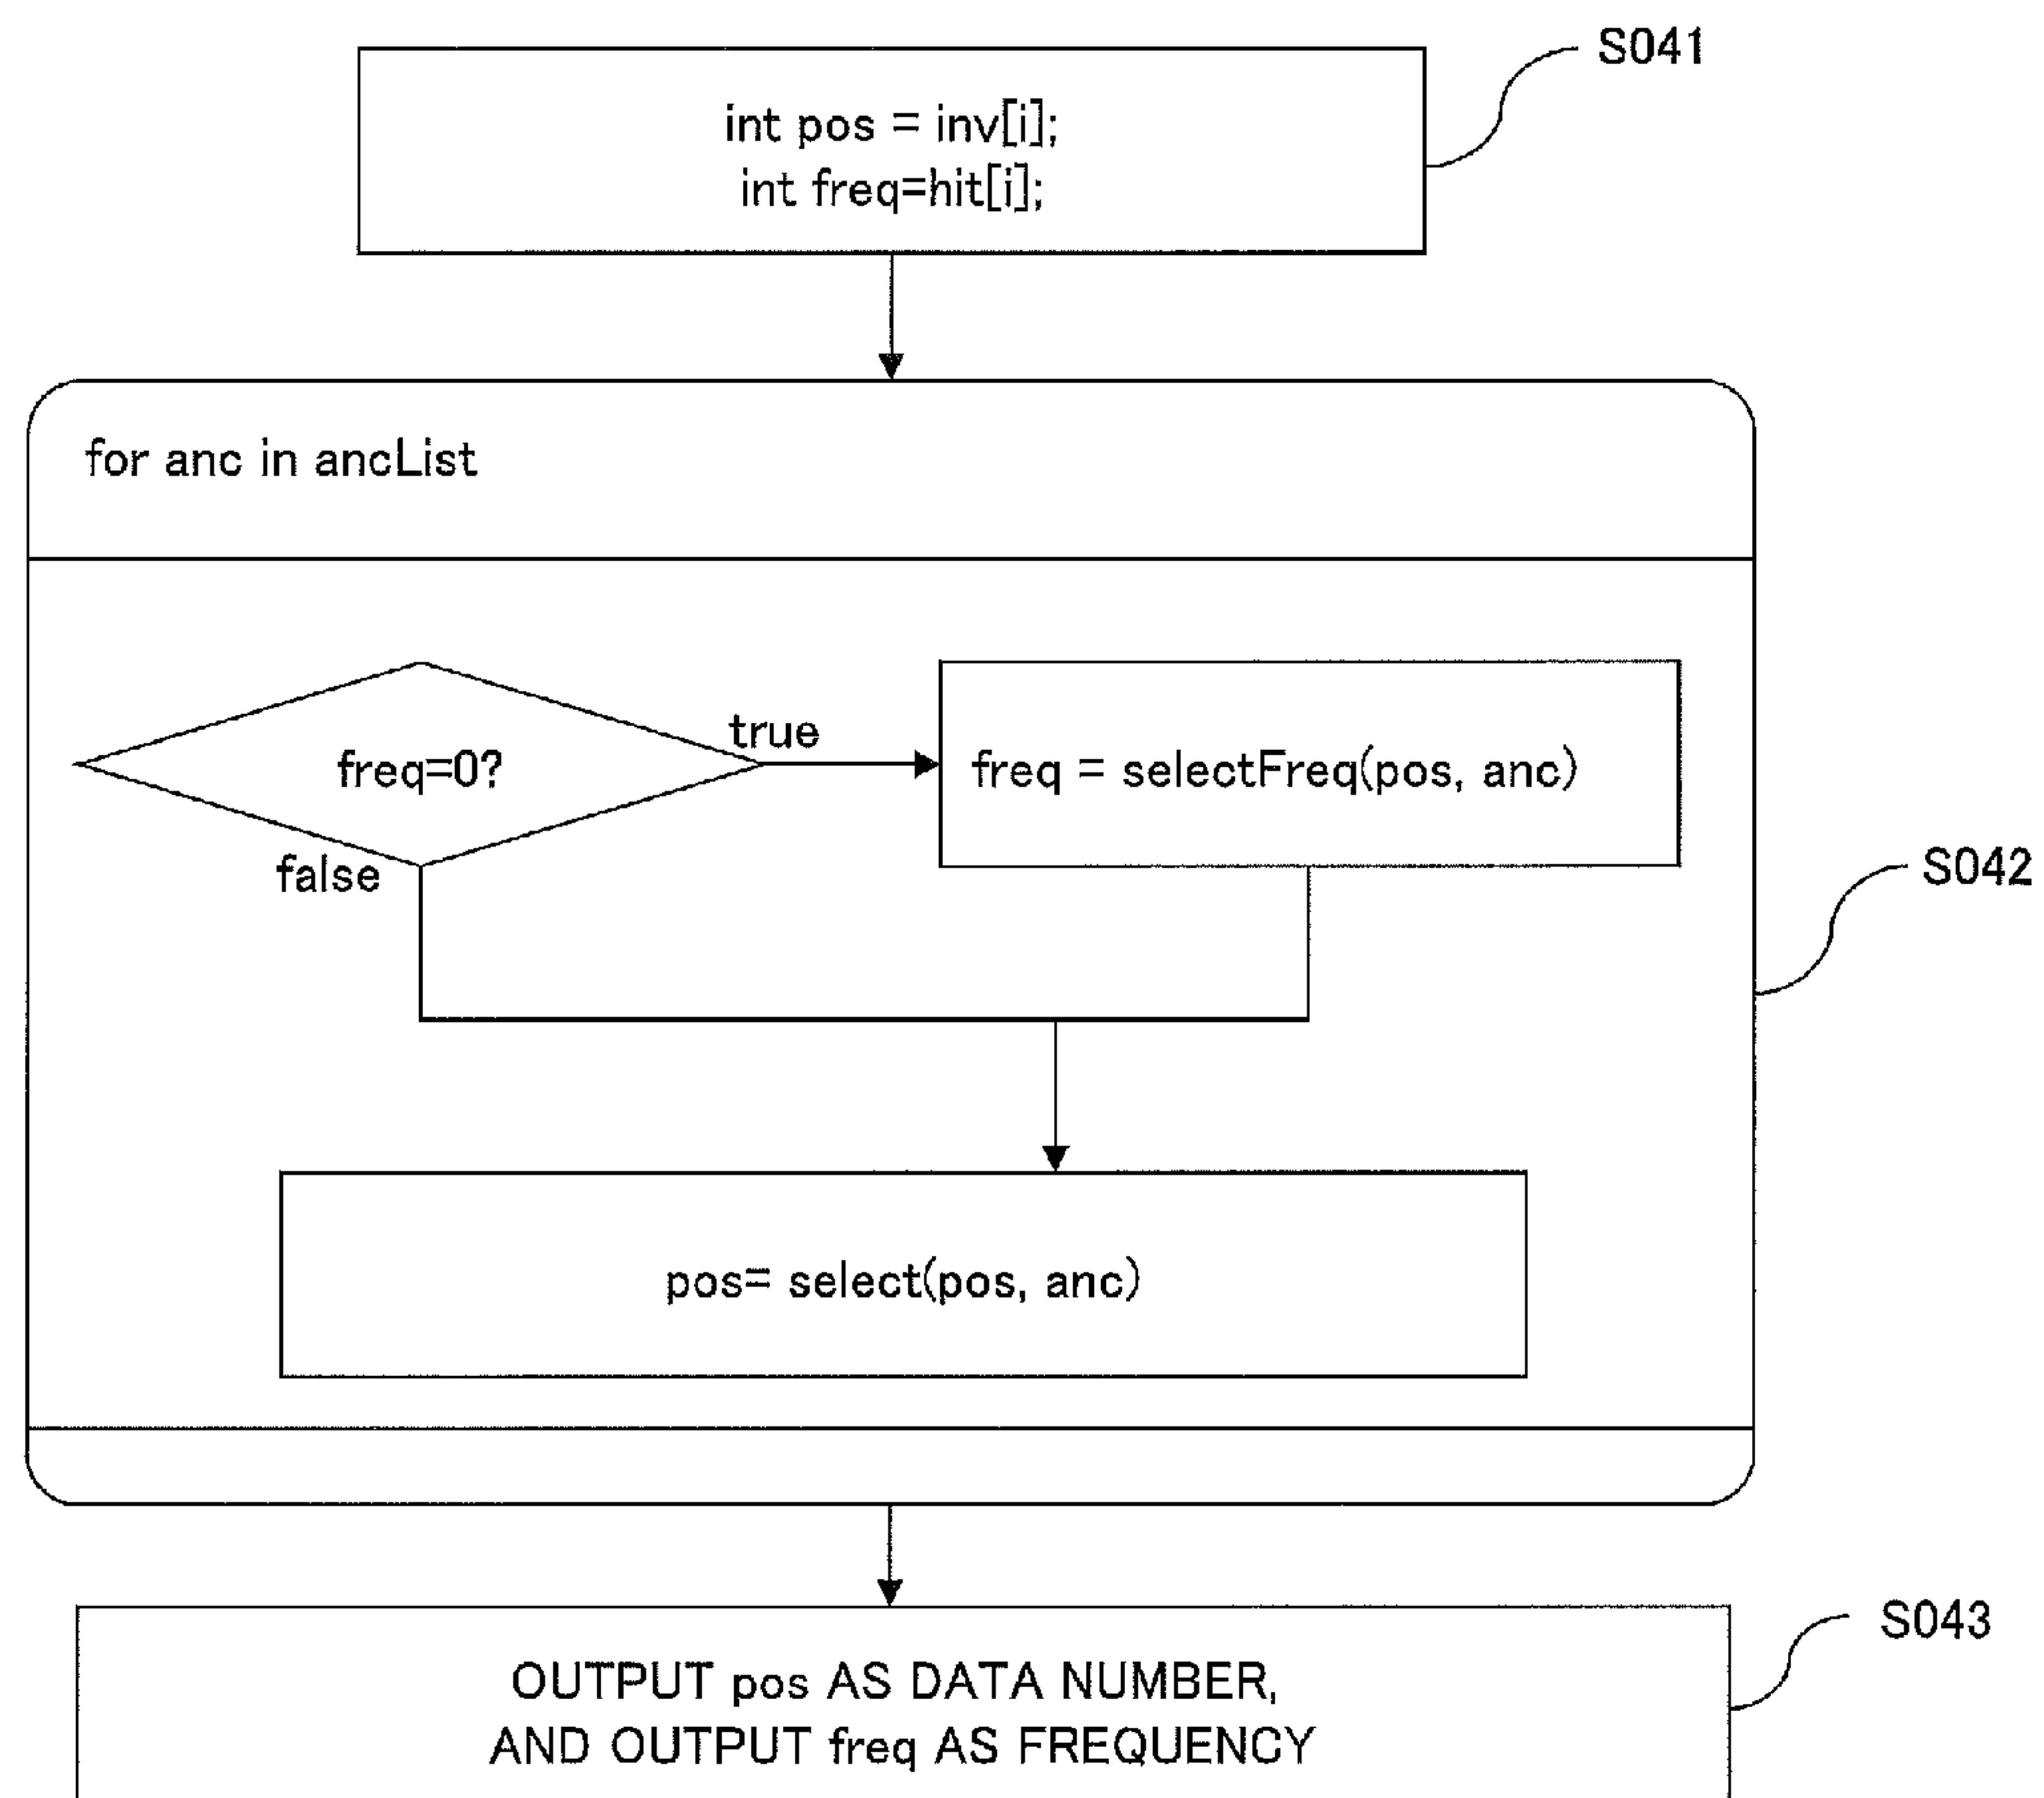 S041
int pos = inv[i];
int freq=hit[i];
for anc in ancList
freq=0?
true
freq = selectFreq(pos, anc)
false
S042
pos= select(pos, anc)
S043
OUTPUT pos AS DATA NUMBER,
AND OUTPUT freq AS FREQUENCY